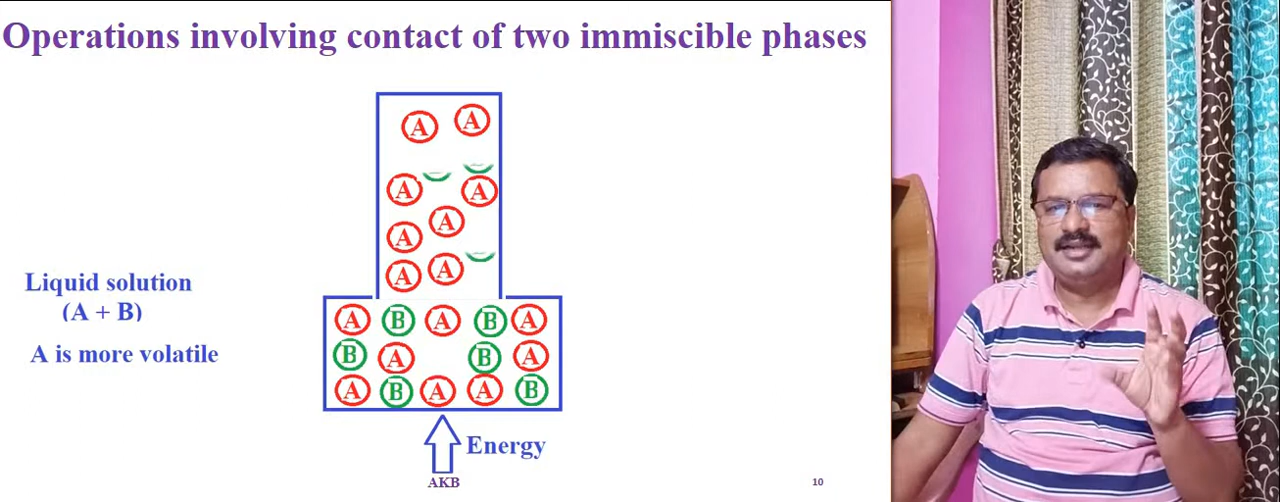 Operations involving contact of two immiscible phases
A A
A A
A
A
A A
Liquid solution
(A + B)
A is more volatile
A B A B A
B A B A
A B A A B
Energy
AKB
10